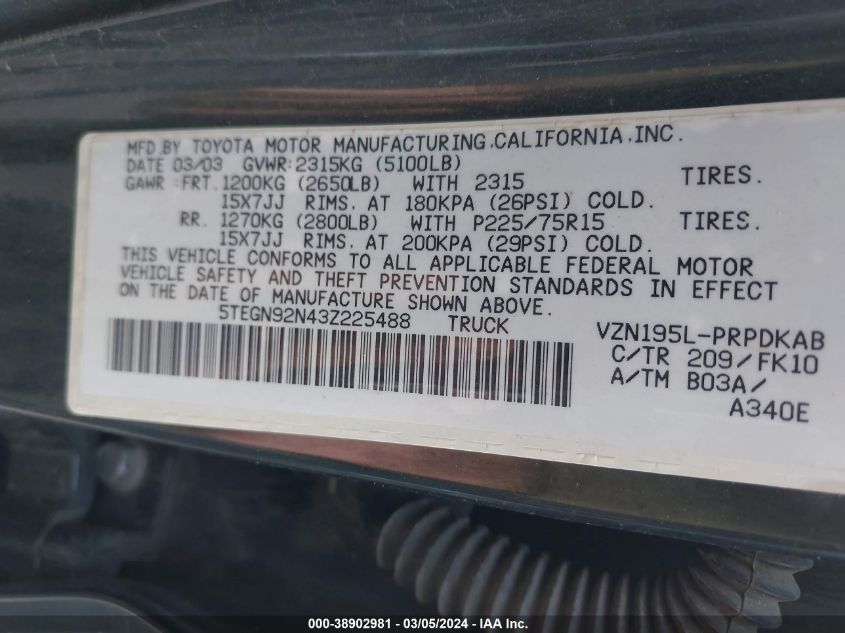 MFD BY TOYOTA MOTOR MANUFACTURING.CALIFORNIA.INC.
DATE 03/03 GVWR:2315KG (5100LB)
GAWR :FRT.1200KG (2650LB) WITH 2315 TIRES.
15X7JJ RIMS. AT 180KPA (26PSI) COLD.
RR. 1270KG (2800LB) WITH P225/75R15 TIRES.
15X7JJ RIMS. AT 200KPA (29PSI) COLD.
THIS VEHICLE CONFORMS TO ALL APPLICABLE FEDERAL MOTOR
VEHICLE SAFETY AND THEFT PREVENTION STANDARDS IN EFFECT
ON THE DATE OF MANUFACTURE SHOWN ABOVE.
5TEGN92N43Z225488 TRUCK VZN195L-PRPDKAB
C/TR 209/FK10
A/TM B03A/
A340E
000-38902981 / 03/05/2024 - IAA Inc.